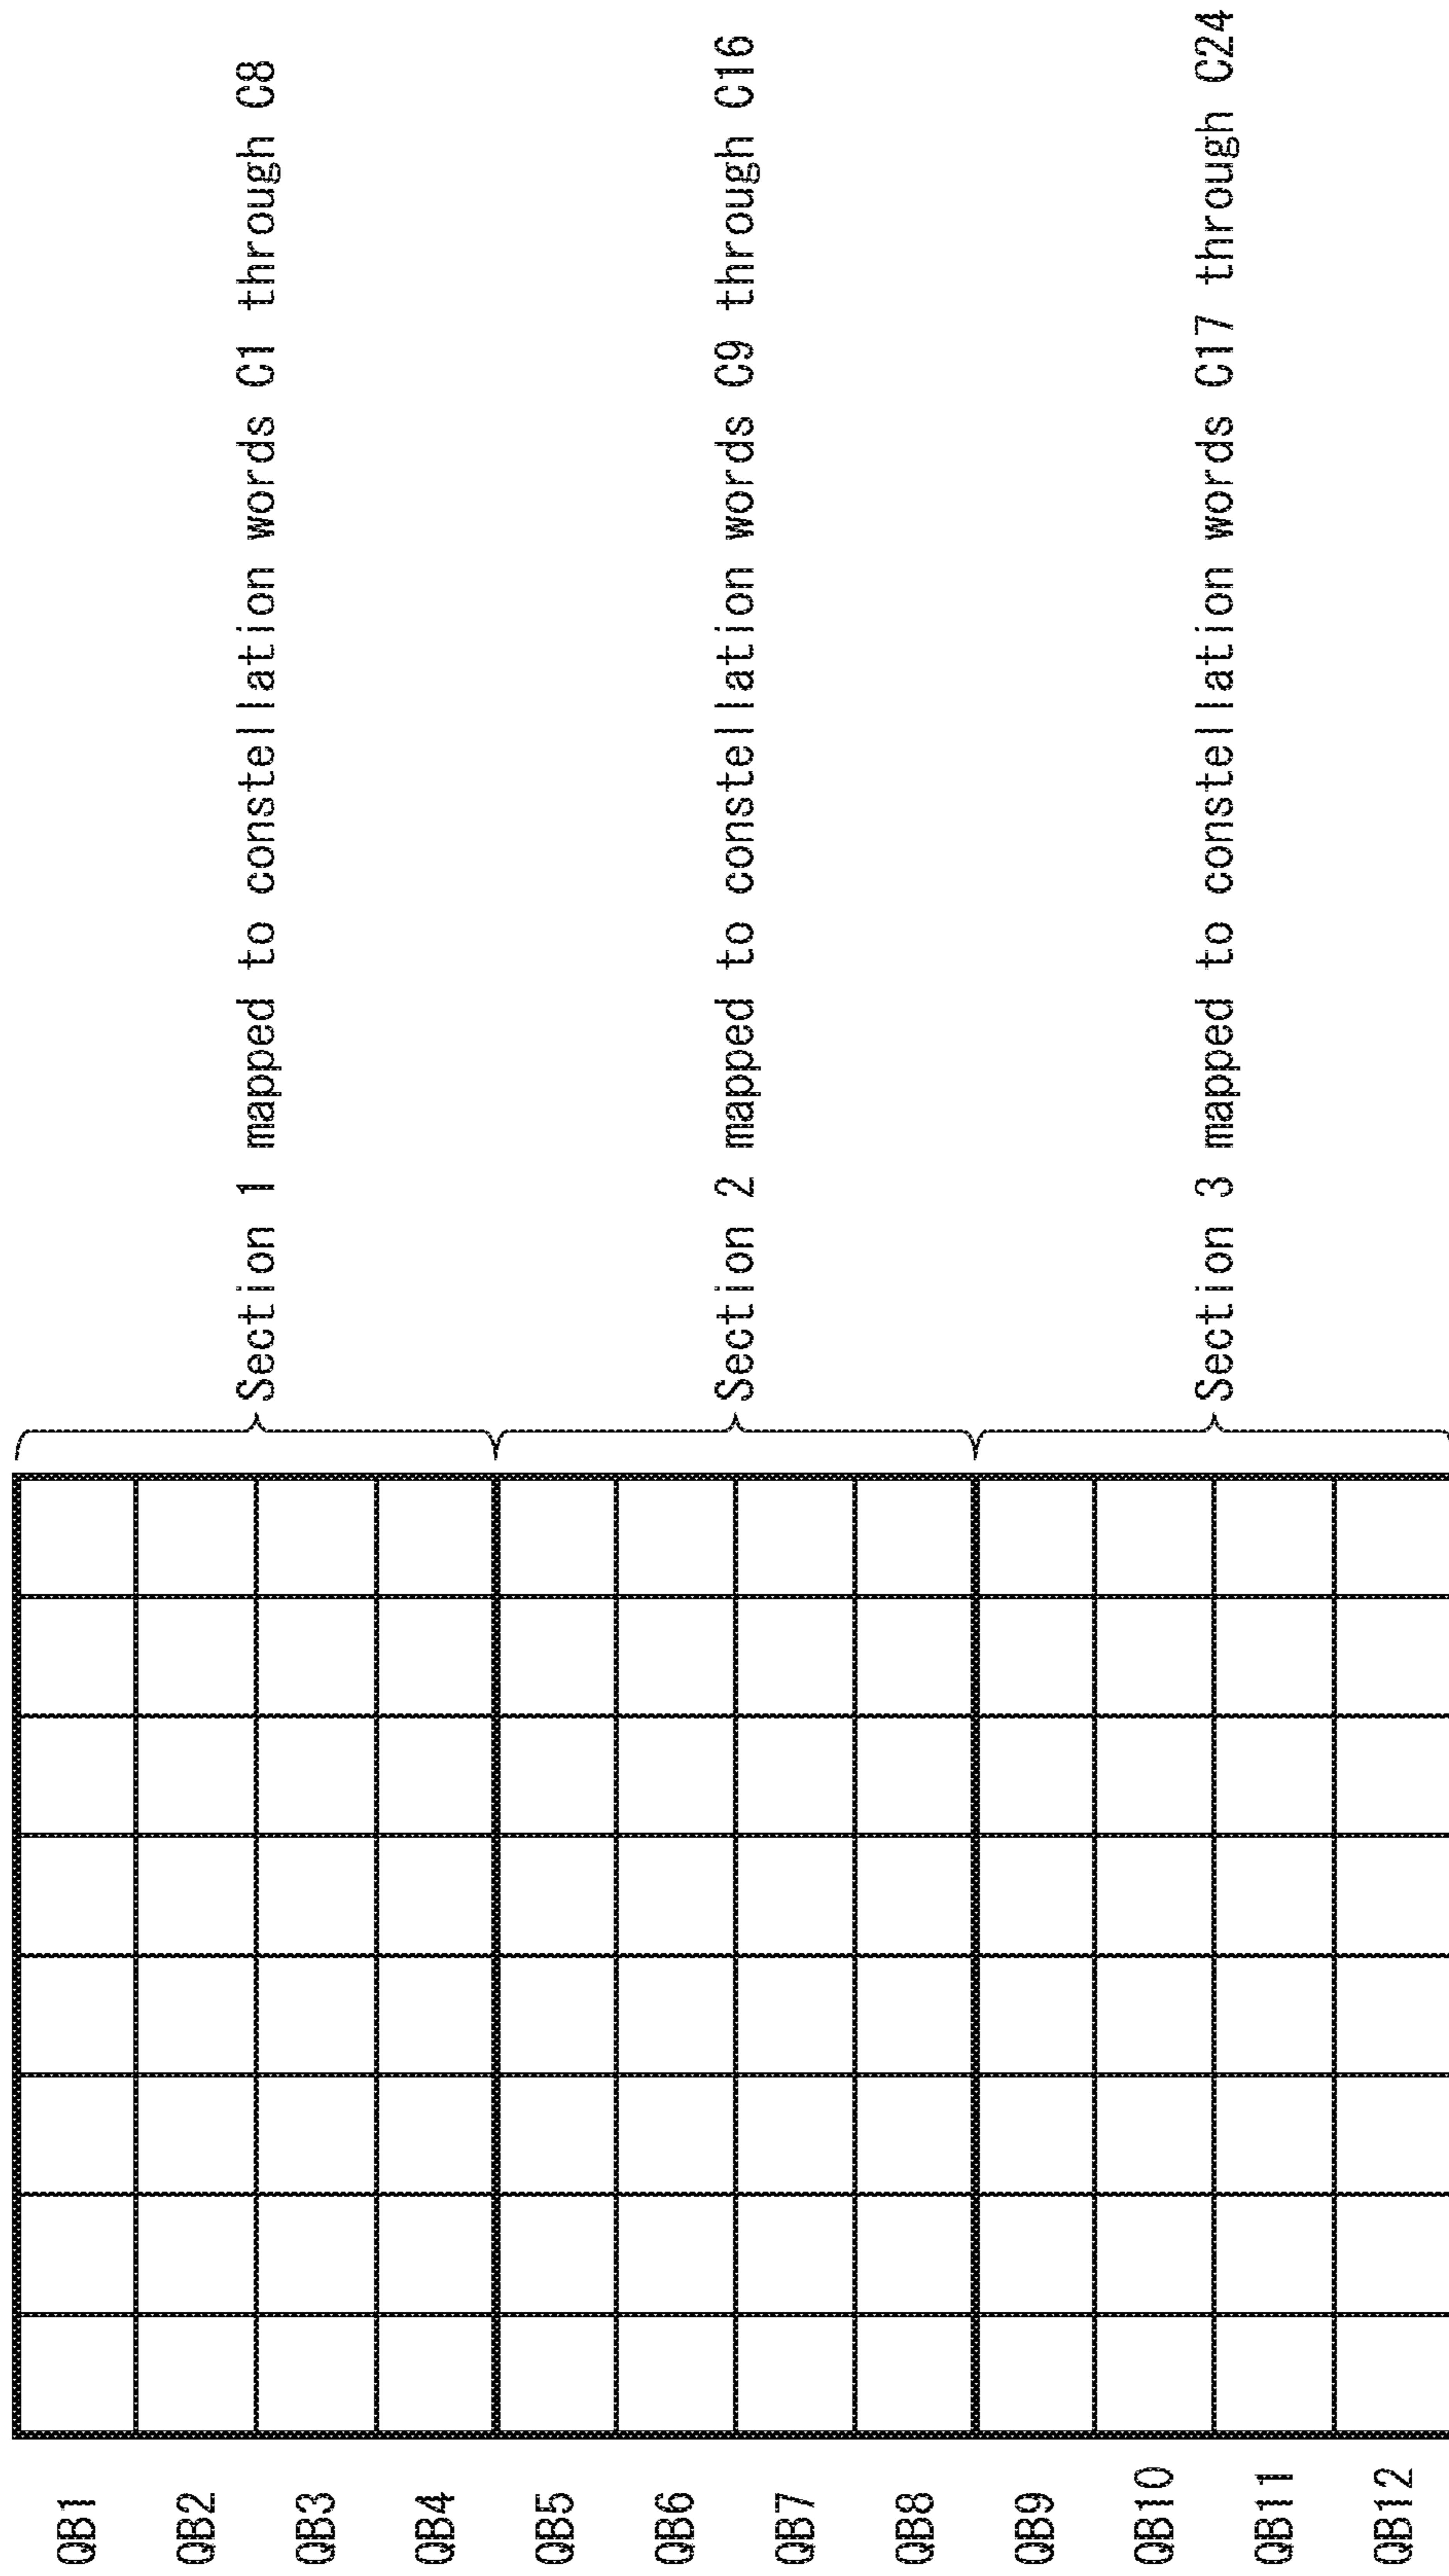 QB1
QB2
QB3
QB4
QB5
QB6
QB7
QB8
QB9
QB10
QB11
QB12
Section 1 mapped to constellation words C1 through C8
Section 2 mapped to constellation words C9 through C16
Section 3 mapped to constellation words C17 through C24